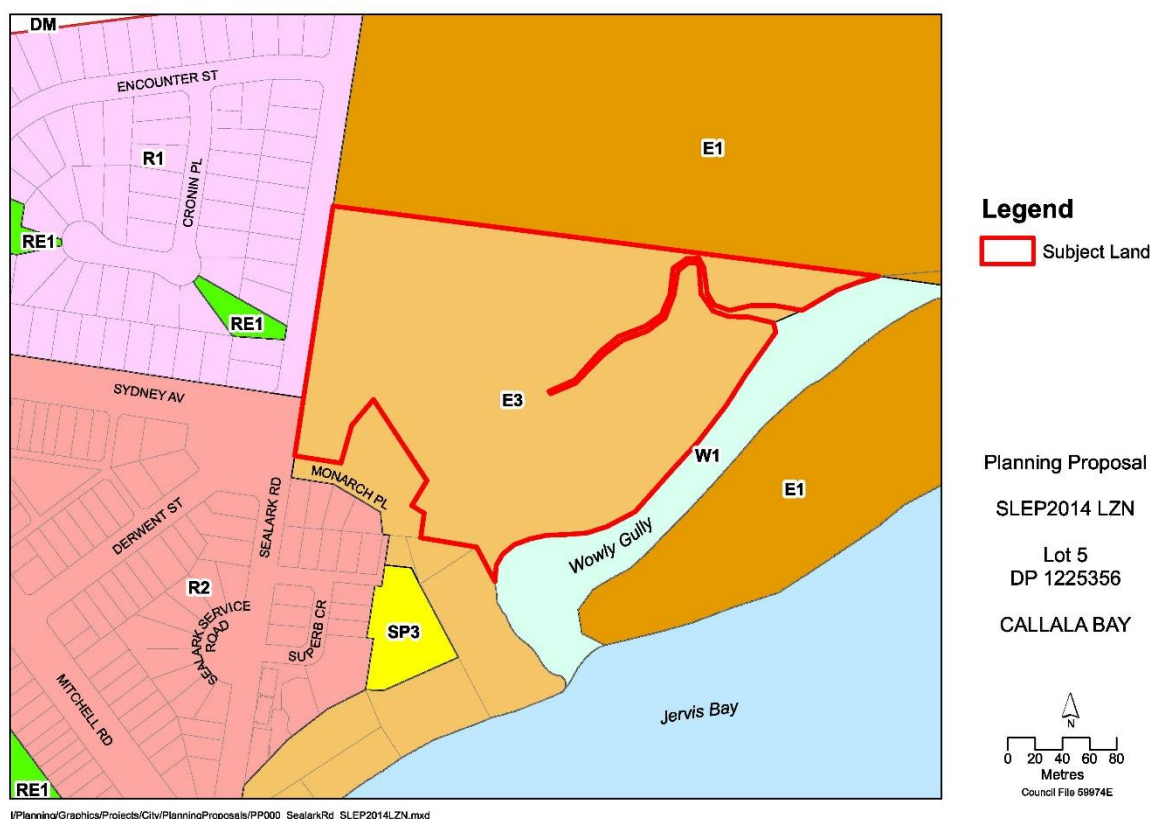 DM
ENCOUNTER ST
R1
CRONIN PL
RE1
RE1
E1
SYDNEY AV
E3
MONARCH PL
W1
E1
Wowly Gully
DERWENT ST
SEALARK RD
R2
SEALARK SERVICE
ROAD
SUPERB CR
SP3
MITCHELL RD
Jervis Bay
RE1
Legend
Subject Land
Planning Proposal
SLEP2014 LZN
Lot 5
DP 1225356
CALLALA BAY
N
0 20 40 60 80
Metres
Council File 59974E
I/Planning/Graphics/Projects/City/PlanningProposals/PP000_SealarkRd_SLEP2014LZN.mxd